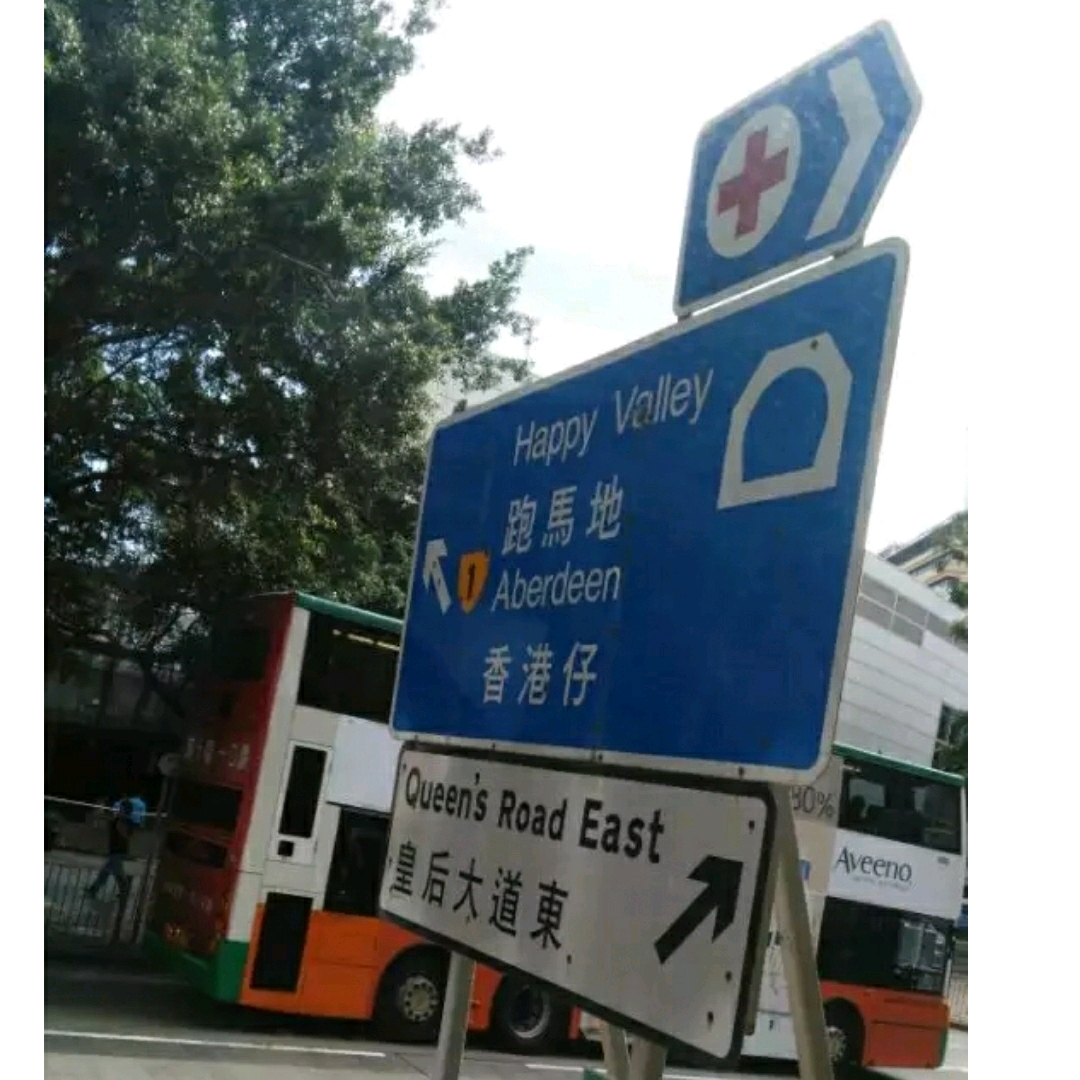 Happy Valley
跑馬地
1
Aberdeen
香港仔
Queen's Road East
皇后大道東
80%
Aveeno